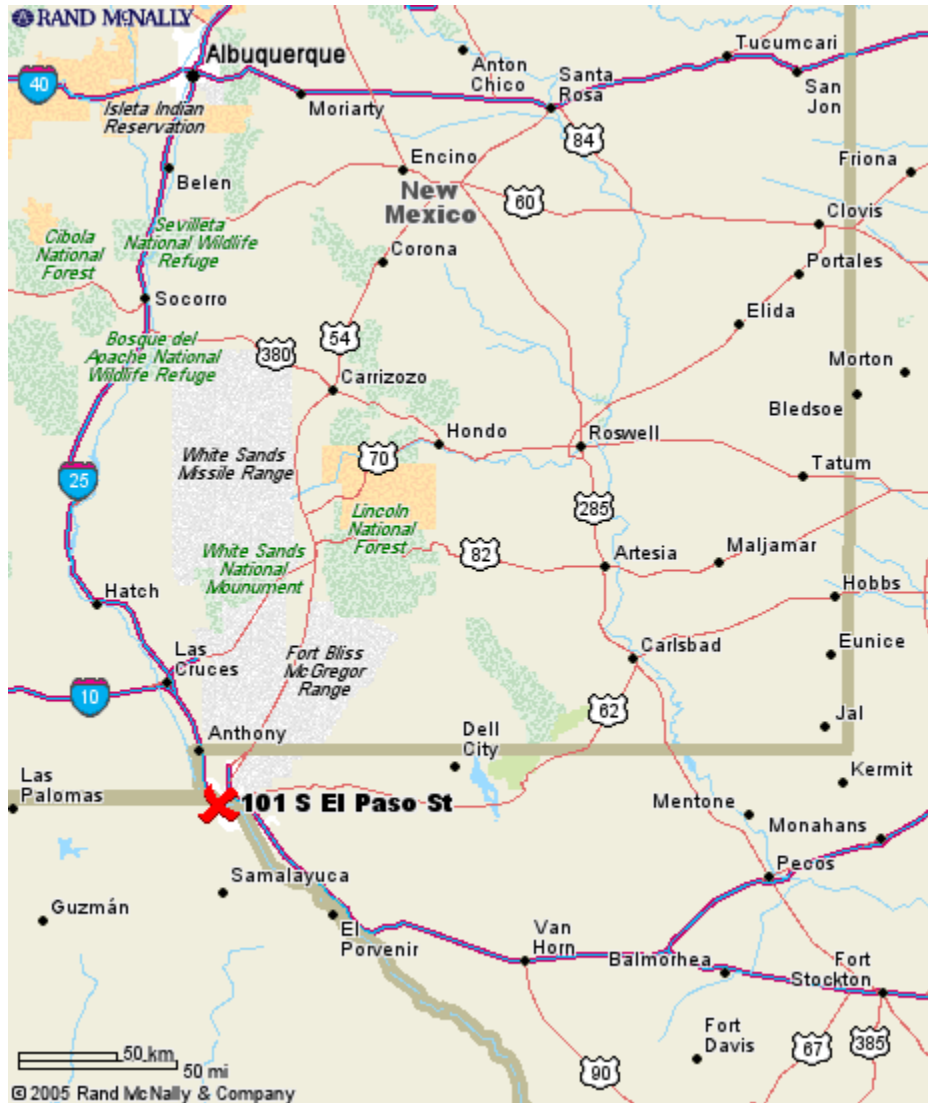 RAND McNALLY
Albuquerque
Tucumcari
Anton
Chico
Santa
Rosa
San
Jon
40
Moriarty
Isleta Indian
Reservation
84
Encino
Friona
Belen
New
Mexico
60
Clovis
Sevilleta
National Wildlife
Refuge
Cibola
National
Forest
Corona
Portales
Socorro
Elida
54
Bosque del
Apache National
Wildlife Refuge
380
Morton
Carrizozo
Bledsoe
Hondo
Roswell
70
White Sands
Missile Range
Tatum
25
285
Lincoln
National
Forest
White Sands
National
Mounument
82
Artesia
Maljamar
Hatch
Hobbs
Las
Cruces
Fort Bliss
McGregor
Range
Carlsbad
Eunice
10
62
Jal
Anthony
Dell
City
Las
Palomas
Kermit
101 S El Paso St
Mentone
Monahans
Pecos
Samalayuca
Guzmán
El
Porvenir
Van
Horn
Balmorhea
Fort
Stockton
Fort
Davis
67
385
90
50 km
50 mi
© 2005 Rand McNally & Company